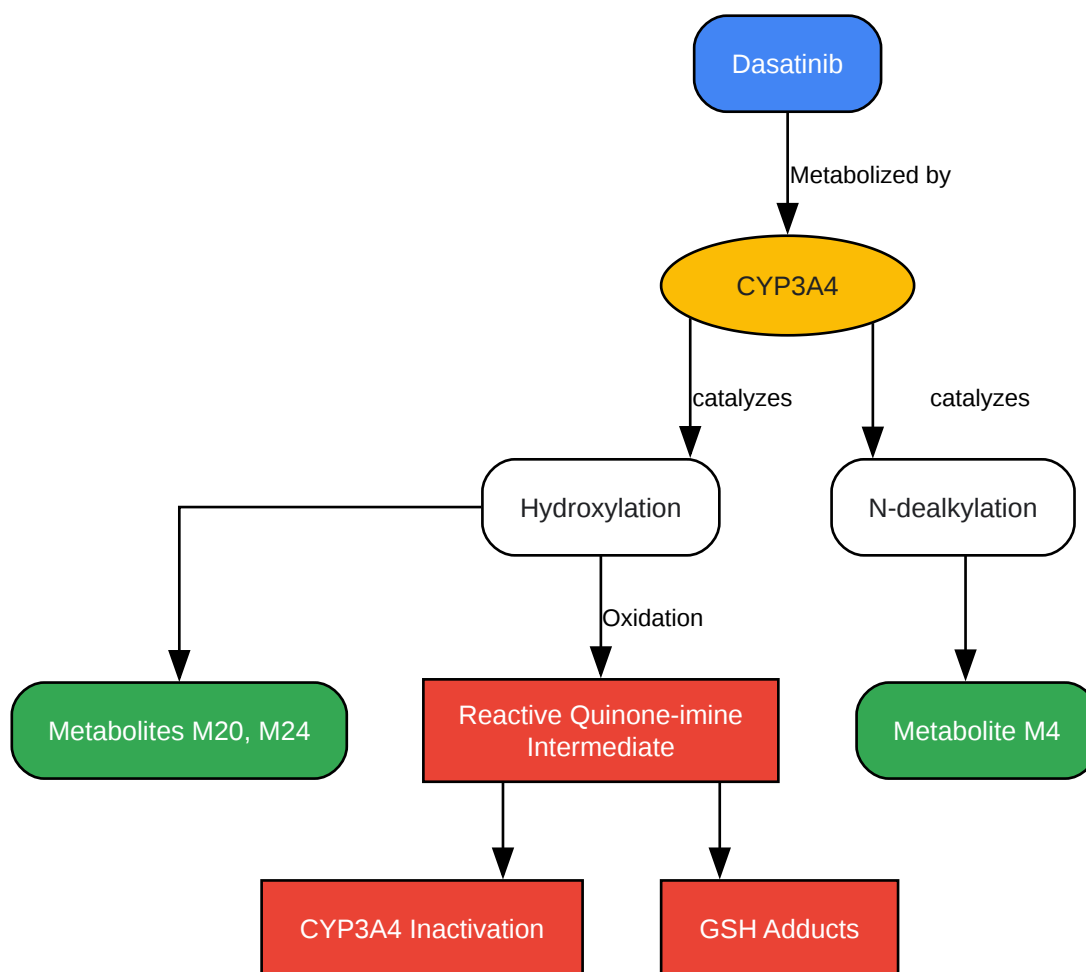 Dasatinib
Metabolized by
CYP3A4
catalyzes
catalyzes
Hydroxylation
N-dealkylation
Oxidation
Metabolites M20, M24
Reactive Quinone-imine
Intermediate
Metabolite M4
CYP3A4 Inactivation
GSH Adducts